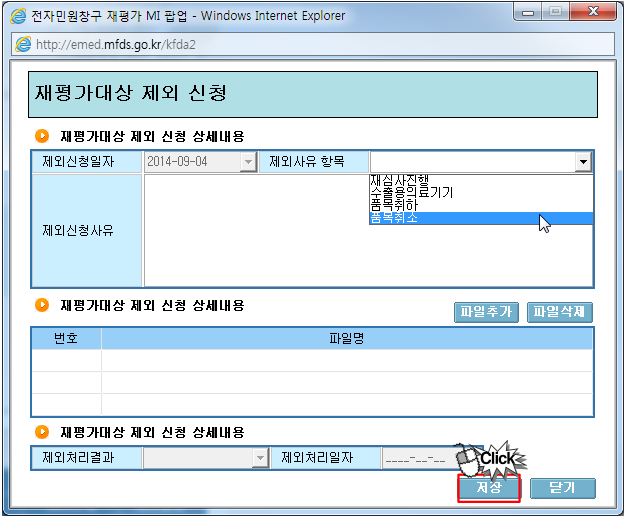 전자민원창구 재평가 MI 팝업 - Windows Internet Explorer
http://emed.mfds.go.kr/kfda2
재평가대상 제외 신청
재평가대상 제외 신청 상세내용
제외신청일자 2014-09-04 제외사유 항목
재심사진행
수출용의료기기
품목취하
품목취소
제외신청사유
재평가대상 제외 신청 상세내용 파일추가 파일삭제
번호 파일명
재평가대상 제외 신청 상세내용
제외처리결과 제외처리일자 ____-__-__
Click
저장 닫기